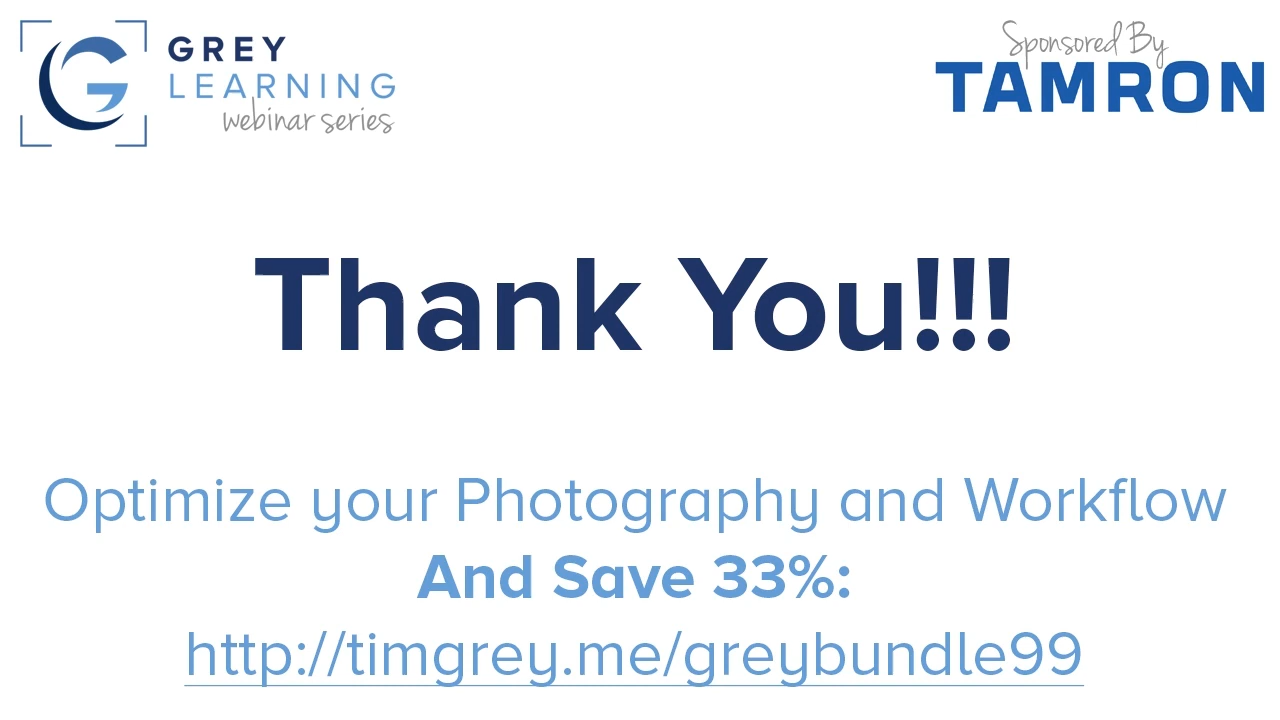 GREY
LEARNING
webinar series
Sponsored By
TAMRON
Thank You!!!
Optimize your Photography and Workflow
And Save 33%:
http://timgrey.me/greybundle99